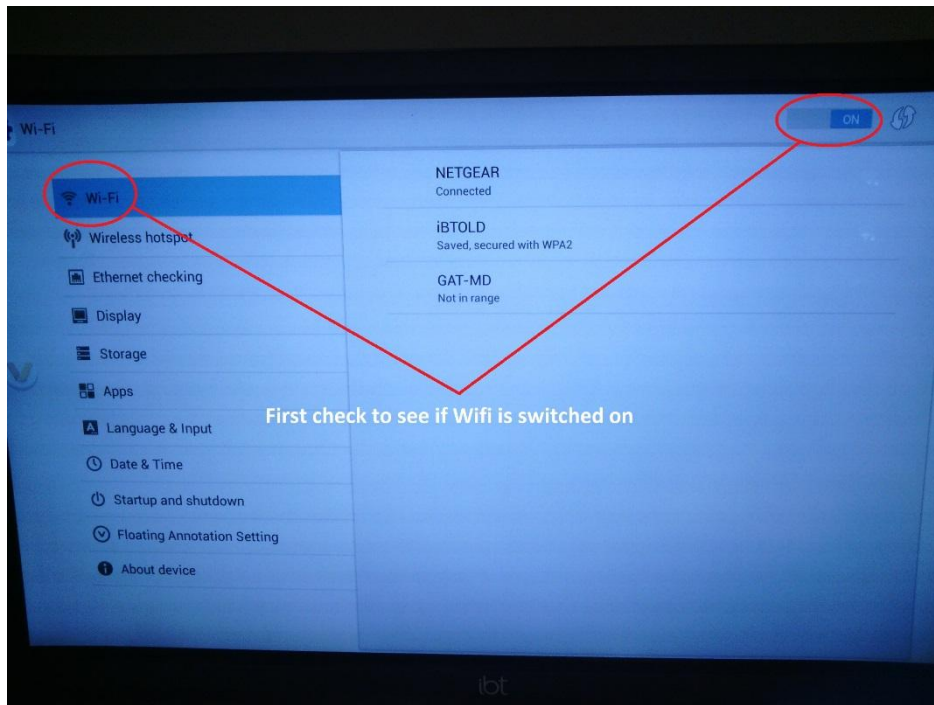 Wi-Fi
ON
Wi-Fi
Wireless hotspot
Ethernet checking
Display
Storage
Apps
Language & Input
Date & Time
Startup and shutdown
Floating Annotation Setting
About device
NETGEAR
Connected
iBTOLD
Saved, secured with WPA2
GAT-MD
Not in range
First check to see if Wifi is switched on
ibt